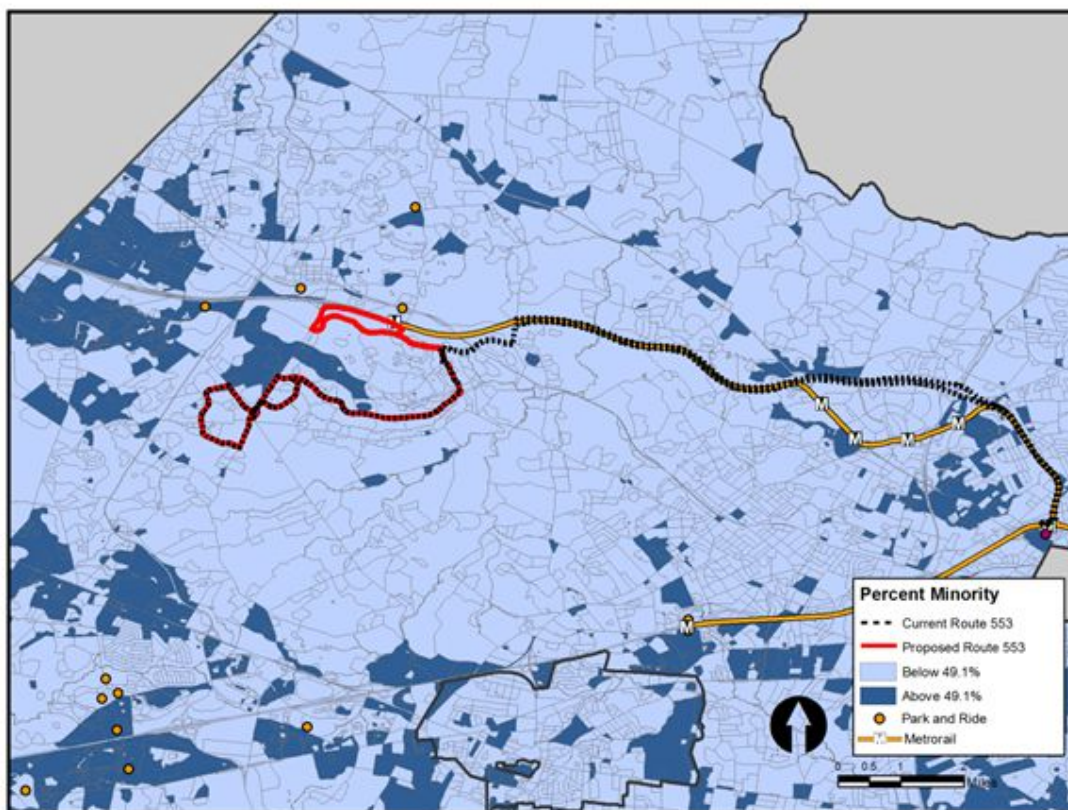 M
M
M
M
M
M
Percent Minority
Current Route 553
Proposed Route 553
Below 49.1%
Above 49.1%
Park and Ride
M Metrorail
0 0.5 1 2